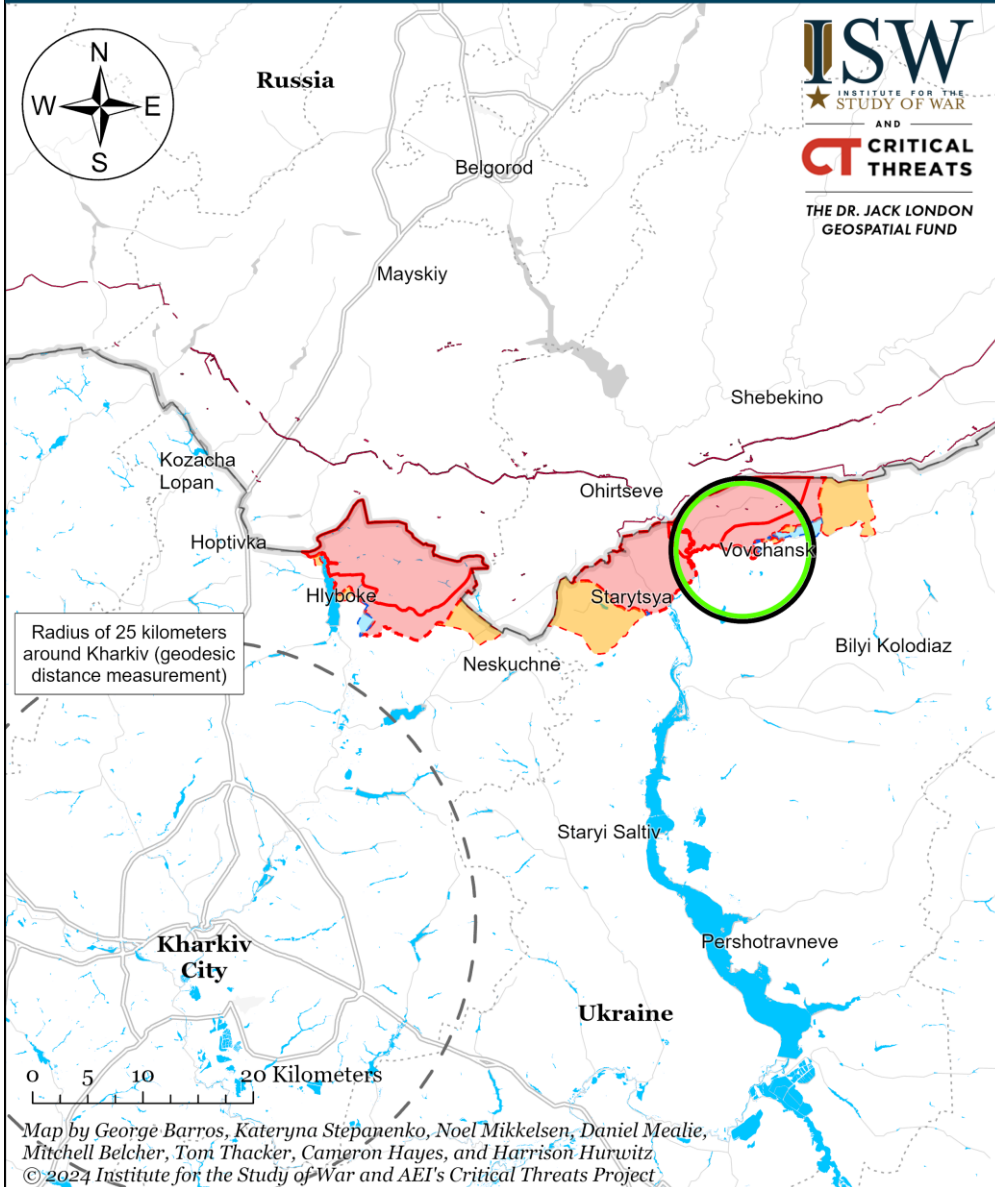 N
W
E
S
Russia
ISW
INSTITUTE FOR THE
STUDY OF WAR
AND
CT CRITICAL
THREATS
THE DR. JACK LONDON
GEOSPATIAL FUND
Belgorod
Mayskiy
Shebekino
Kozacha
Lopan
Ohirtseve
Hoptivka
Vovchansk
Hlyboke
Starytsya
Radius of 25 kilometers
around Kharkiv (geodesic
distance measurement)
Neskuchne
Bilyi Kolodiaz
Staryi Saltiv
Kharkiv
City
Pershotravneve
Ukraine
0 5 10 20 Kilometers
Map by George Barros, Kateryna Stepanenko, Noel Mikkelsen, Daniel Mealie,
Mitchell Belcher, Tom Thacker, Cameron Hayes, and Harrison Hurwitz
© 2024 Institute for the Study of War and AEI's Critical Threats Project